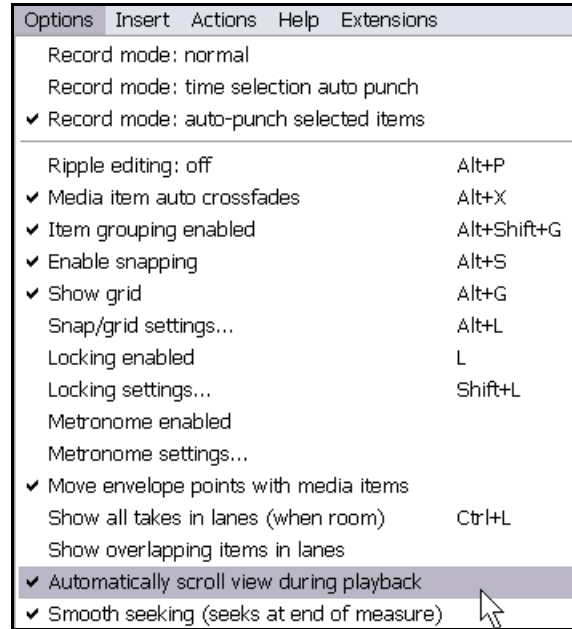 Options Insert Actions Help Extensions
Record mode: normal
Record mode: time selection auto punch
✔ Record mode: auto-punch selected items
Ripple editing: off Alt+P
✔ Media item auto crossfades Alt+X
✔ Item grouping enabled Alt+Shift+G
✔ Enable snapping Alt+S
✔ Show grid Alt+G
Snap/grid settings... Alt+L
Locking enabled L
Locking settings... Shift+L
Metronome enabled
Metronome settings...
✔ Move envelope points with media items
Show all takes in lanes (when room) Ctrl+L
Show overlapping items in lanes
✔ Automatically scroll view during playback
✔ Smooth seeking (seeks at end of measure)